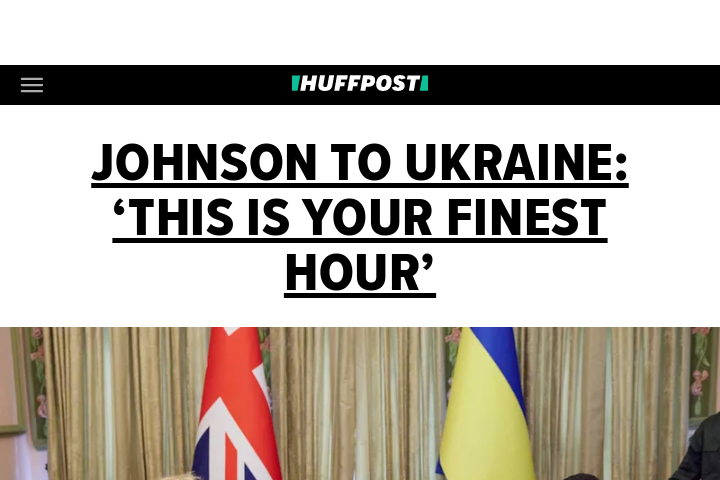 HUFFPOST
JOHNSON TO UKRAINE:
‘THIS IS YOUR FINEST
HOUR’